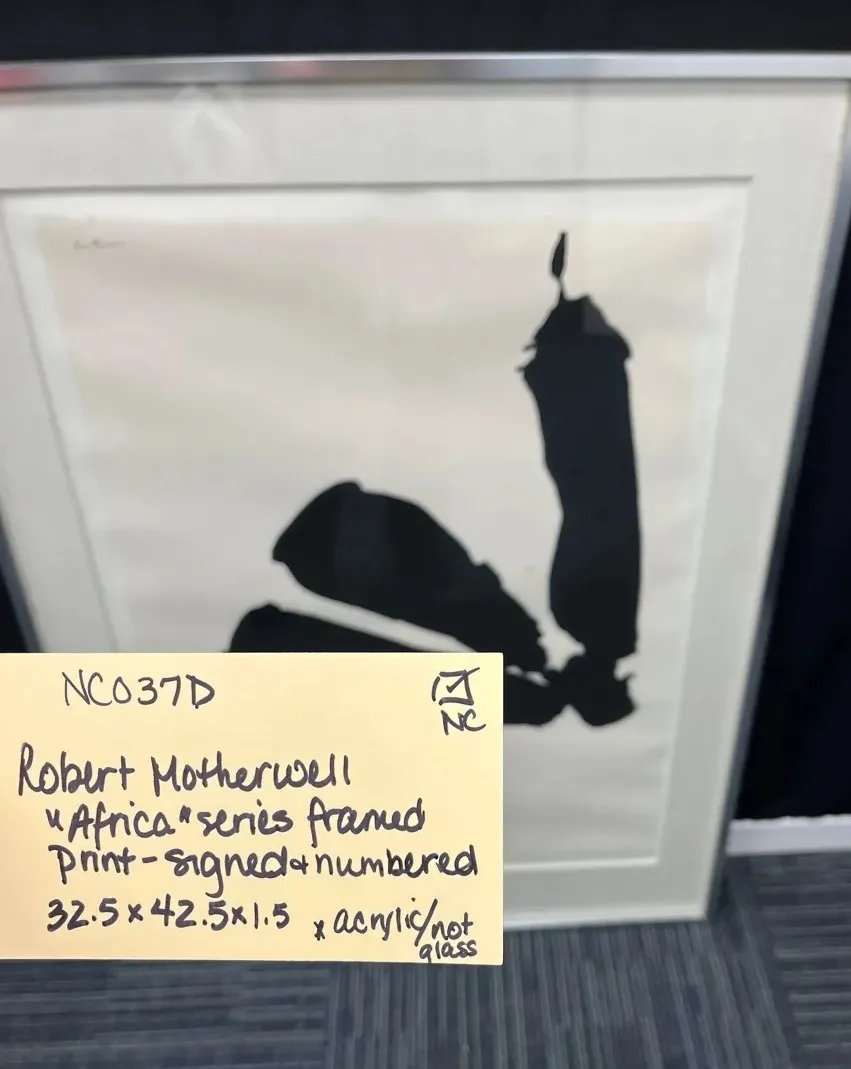 NC037D
NC
Robert Motherwell
"Africa" series framed
print - signed & numbered
32.5 x 42.5 x 1.5 x acrylic/not
glass